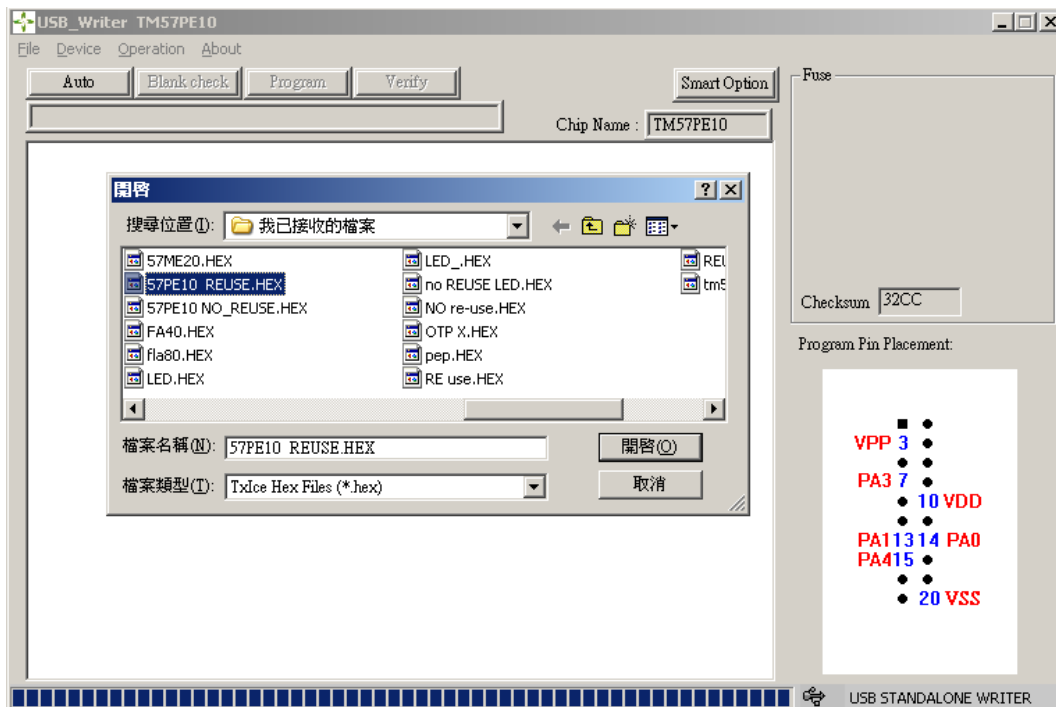 USB_Writer TM57PE10
File Device Operation About
Auto Blank check Program Verify Smart Option
Chip Name : TM57PE10
Fuse
Checksum 32CC
開啓
搜尋位置(I): 我已接收的檔案
57ME20.HEX LED_.HEX
57PE10 REUSE.HEX no REUSE LED.HEX
57PE10 NO_REUSE.HEX NO re-use.HEX
FA40.HEX OTP X.HEX
fla80.HEX pep.HEX
LED.HEX RE use.HEX
檔案名稱(N): 57PE10 REUSE.HEX 開啓(O)
檔案類型(T): TxIce Hex Files (*.hex) 取消
Program Pin Placement:
VPP 3
PA3 7
10 VDD
PA1 13 14 PA0
PA4 15
20 VSS
USB STANDALONE WRITER